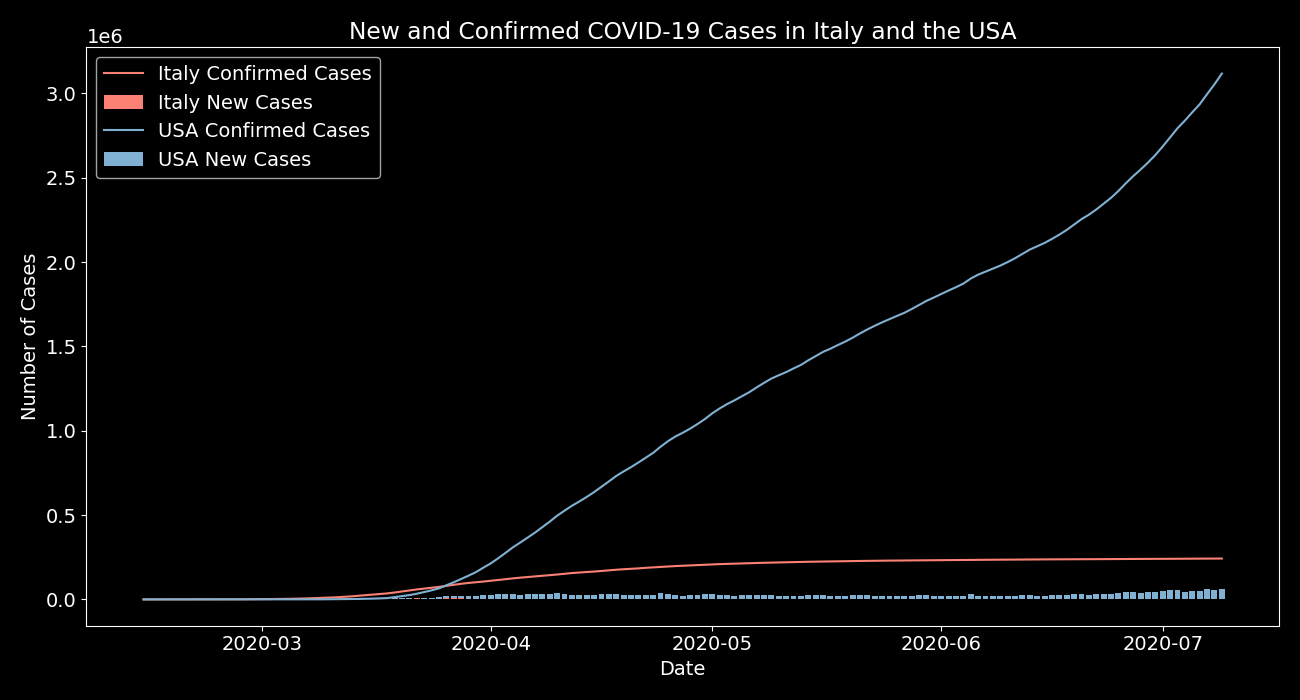 New and Confirmed COVID-19 Cases in Italy and the USA
1e6
Italy Confirmed Cases
Italy New Cases
USA Confirmed Cases
USA New Cases
3.0
2.5
2.0
1.5
1.0
0.5
0.0
Number of Cases
2020-03 2020-04 2020-05 2020-06 2020-07
Date